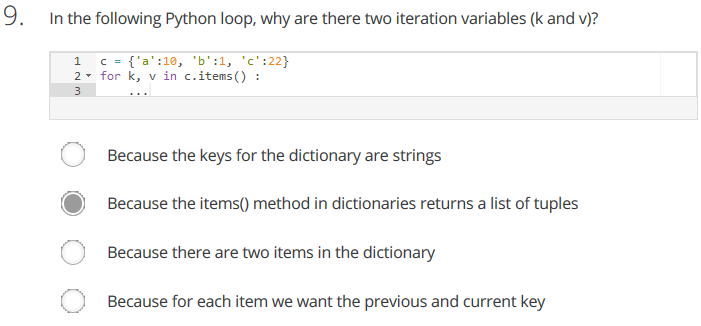 9. In the following Python loop, why are there two iteration variables (k and v)?
1 c = {'a':10, 'b':1, 'c':22}
2 for k, v in c.items() :
3 ...
Because the keys for the dictionary are strings
Because the items() method in dictionaries returns a list of tuples
Because there are two items in the dictionary
Because for each item we want the previous and current key